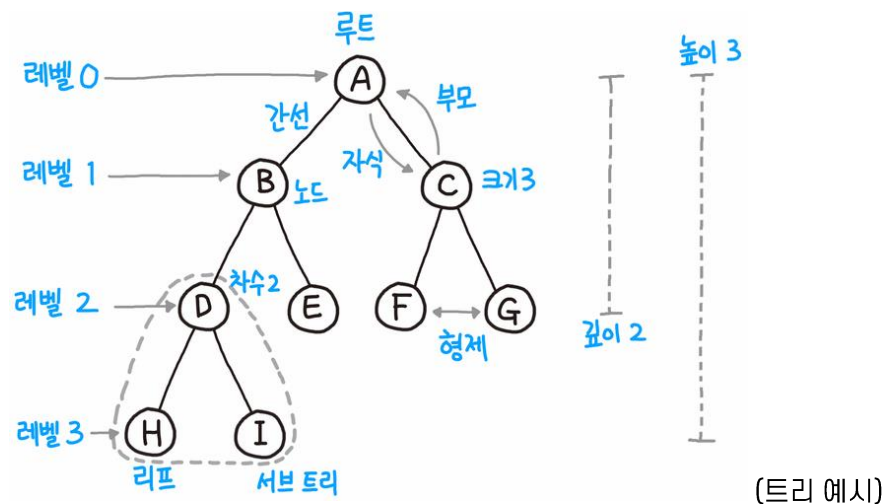 루트
높이 3
레벨 0
A
부모
간선
자식
레벨 1
B
노드
C
크기 3
차수 2
레벨 2
D
E
F
G
형제
깊이 2
레벨 3
H
I
리프
서브 트리
(트리 예시)